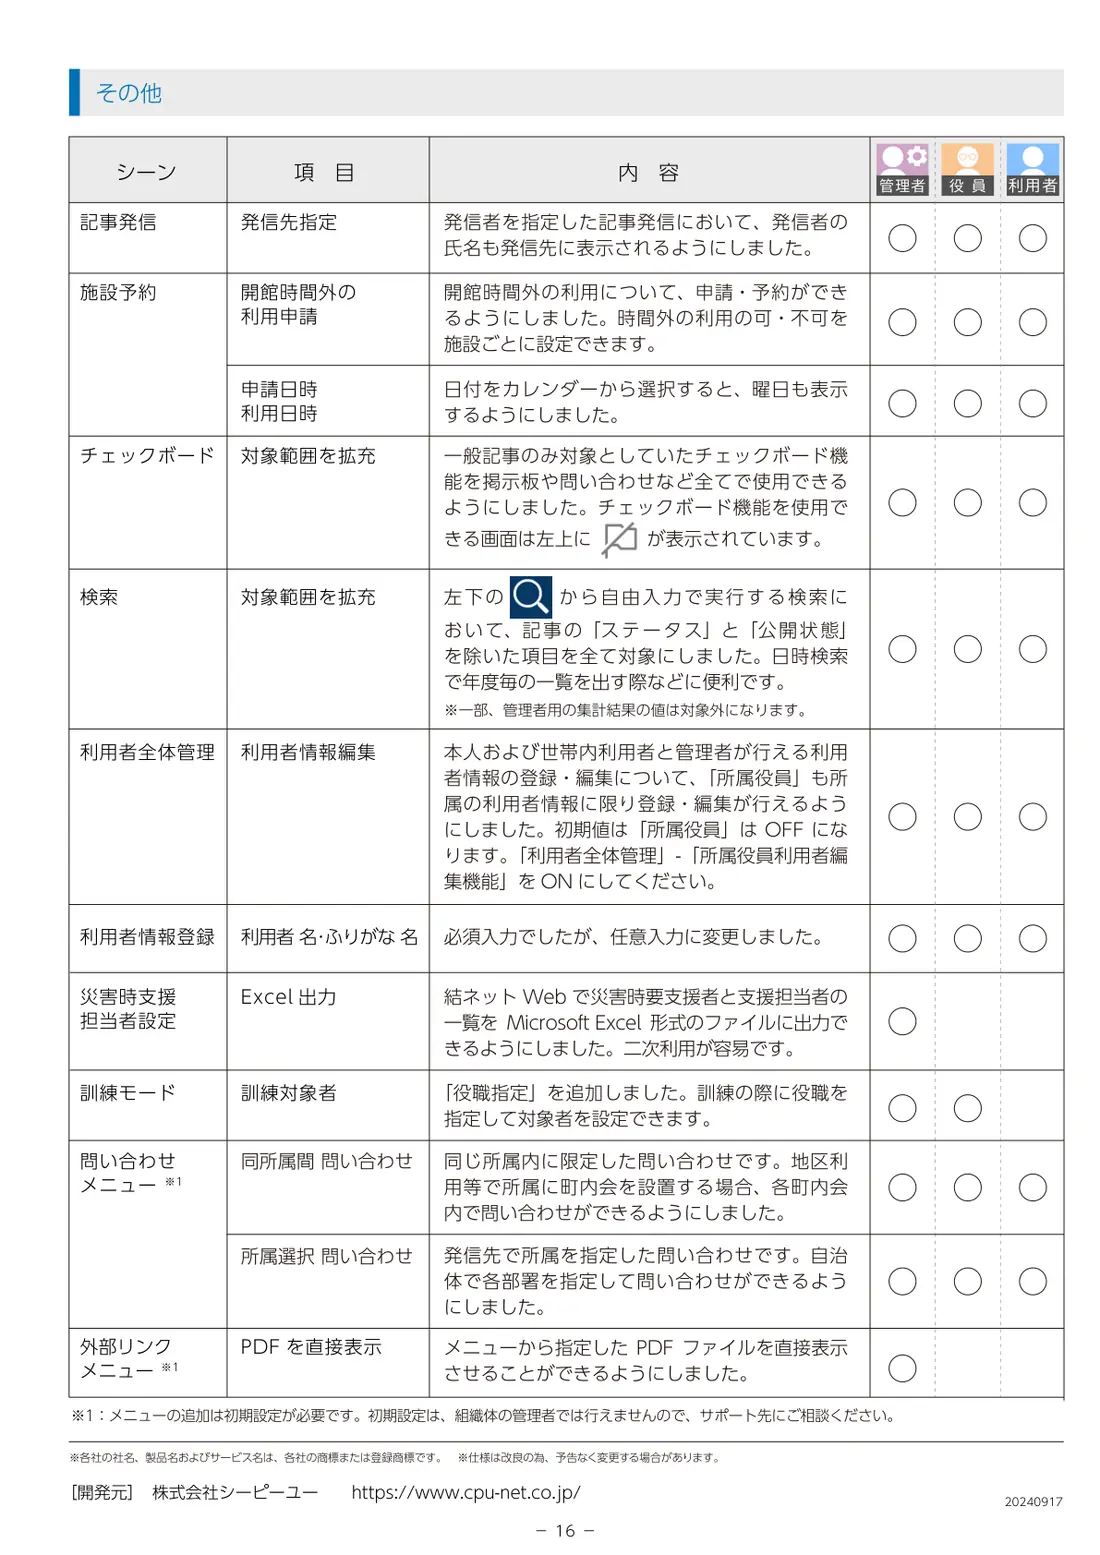 その他
シーン 項 目 内 容 管理者 役 員 利用者
記事発信 発信先指定 発信者を指定した記事発信において、発信者の
氏名も発信先に表示されるようにしました。
○ ○ ○
施設予約 開館時間外の
利用申請
開館時間外の利用について、申請・予約ができ
るようにしました。時間外の利用の可・不可を
施設ごとに設定できます。
○ ○ ○
申請日時
利用日時
日付をカレンダーから選択すると、曜日も表示
するようにしました。
○ ○ ○
チェックボード 対象範囲を拡充 一般記事のみ対象としていたチェックボード機
能を掲示板や問い合わせなど全てで使用できる
ようにしました。チェックボード機能を使用で
きる画面は左上に が表示されています。
○ ○ ○
検索 対象範囲を拡充 左下の から自由入力で実行する検索に
おいて、記事の「ステータス」と「公開状態」
を除いた項目を全て対象にしました。日時検索
で年度毎の一覧を出す際などに便利です。
※一部、管理者用の集計結果の値は対象外になります。
○ ○ ○
利用者全体管理 利用者情報編集 本人および世帯内利用者と管理者が行える利用
者情報の登録・編集について、「所属役員」も所
属の利用者情報に限り登録・編集が行えるよう
にしました。初期値は「所属役員」は OFF にな
ります。「利用者全体管理」-「所属役員利用者編
集機能」を ON にしてください。
○ ○ ○
利用者情報登録 利用者 名・ふりがな 名 必須入力でしたが、任意入力に変更しました。 ○ ○ ○
災害時支援
担当者設定
Excel 出力 結ネット Web で災害時要支援者と支援担当者の
一覧を Microsoft Excel 形式のファイルに出力で
きるようにしました。二次利用が容易です。
○
訓練モード 訓練対象者 「役職指定」を追加しました。訓練の際に役職を
指定して対象者を設定できます。
○ ○
問い合わせ
メニュー ※1
同所属間 問い合わせ 同じ所属内に限定した問い合わせです。地区利
用等で所属に町内会を設置する場合、各町内会
内で問い合わせができるようにしました。
○ ○ ○
所属選択 問い合わせ 発信先で所属を指定した問い合わせです。自治
体で各部署を指定して問い合わせができるよう
にしました。
○ ○ ○
外部リンク
メニュー ※1
PDF を直接表示 メニューから指定した PDF ファイルを直接表示
させることができるようにしました。
○
※1：メニューの追加は初期設定が必要です。初期設定は、組織体の管理者では行えませんので、サポート先にご相談ください。
※各社の社名、製品名およびサービス名は、各社の商標または登録商標です。 ※仕様は改良の為、予告なく変更する場合があります。
[開発元] 株式会社シーピーユー https://www.cpu-net.co.jp/
20240917
− 16 −